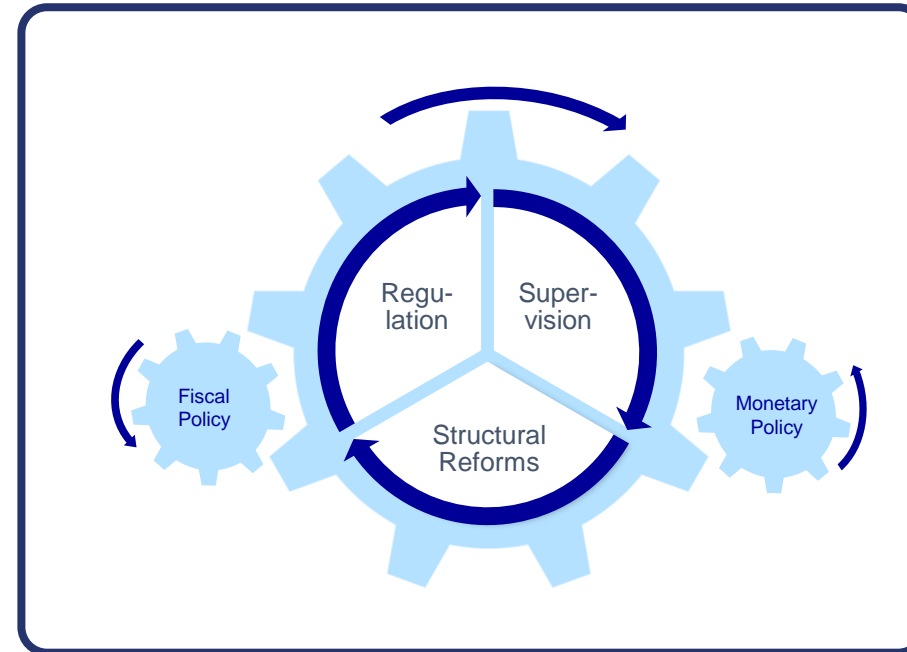 Regu-
lation
Super-
vision
Structural
Reforms
Fiscal
Policy
Monetary
Policy